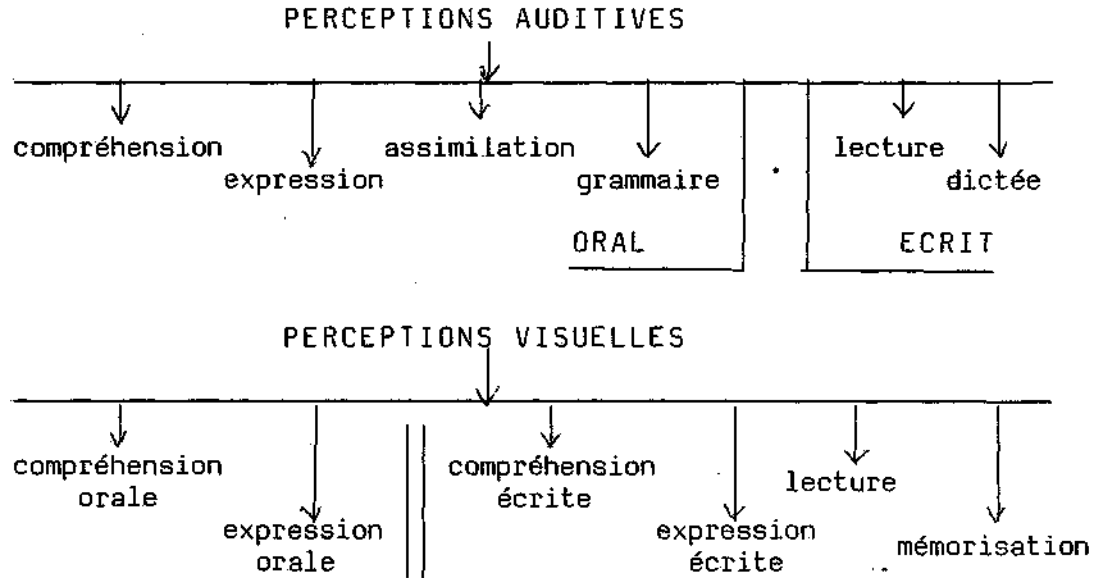 PERCEPTIONS AUDITIVES
compréhension assimilation lecture
expression grammaire dictée
ORAL ECRIT
PERCEPTIONS VISUELLES
compréhension orale
expression orale
compréhension écrite
expression écrite
lecture
mémorisation